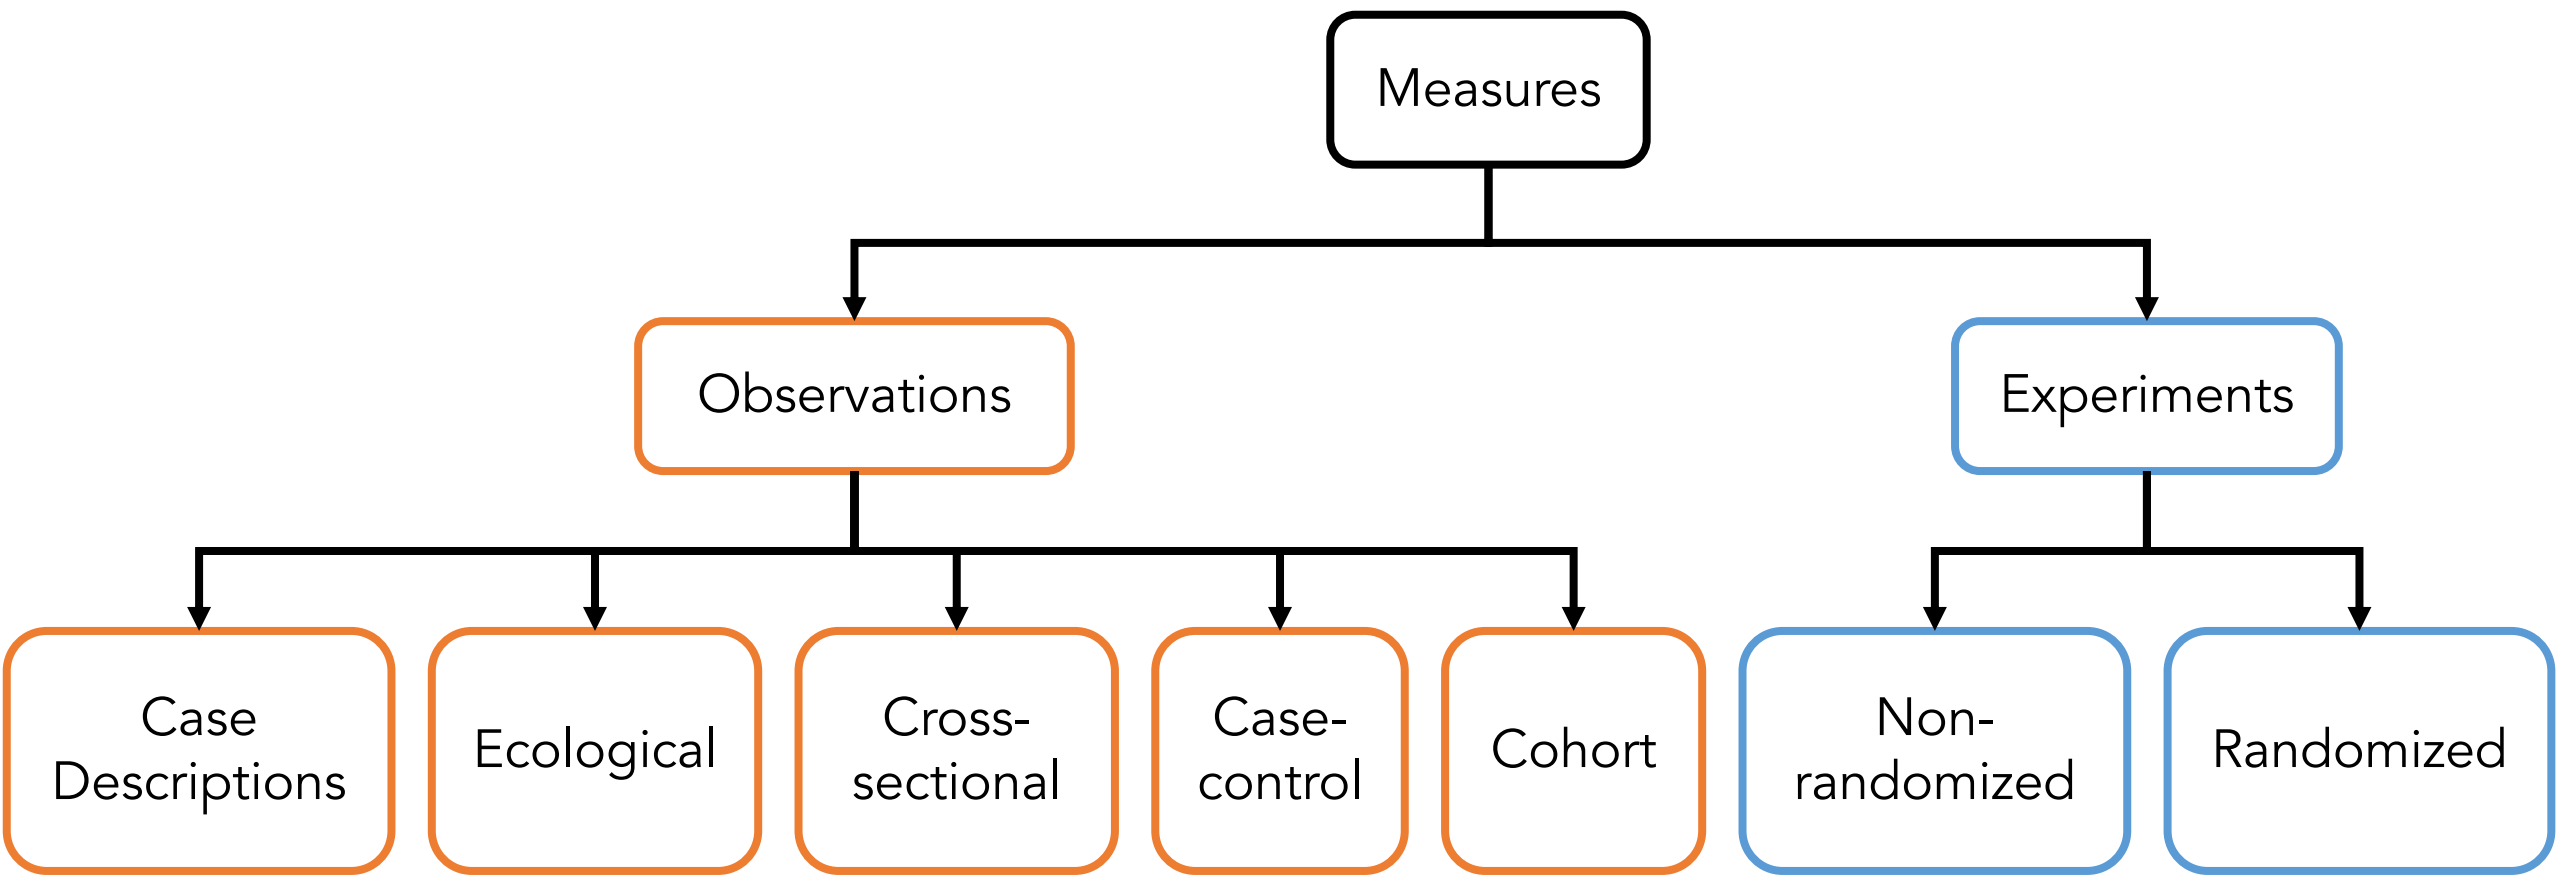 Measures
Observations
Experiments
Case
Descriptions
Ecological
Cross-
sectional
Case-
control
Cohort
Non-
randomized
Randomized